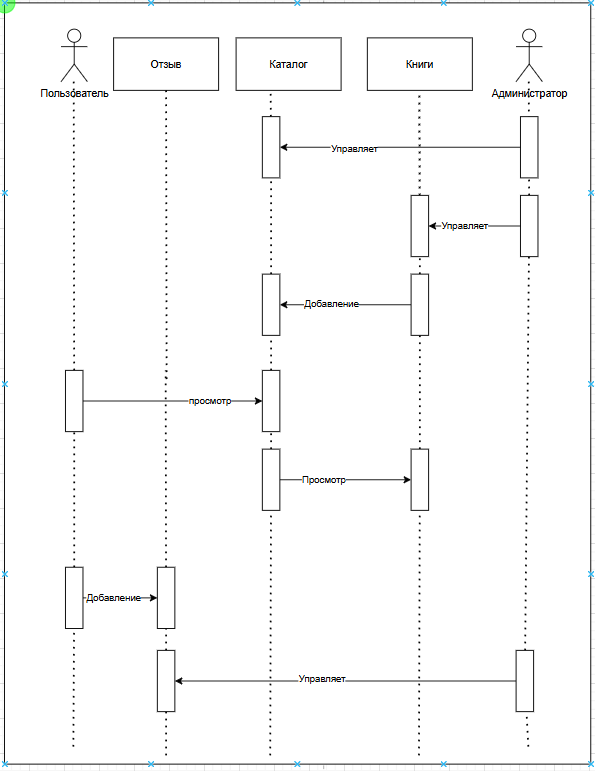 Отзыв
Каталог
Книги
Пользователь
Администратор
Управляет
Управляет
Добавление
просмотр
Просмотр
Добавление
Управляет